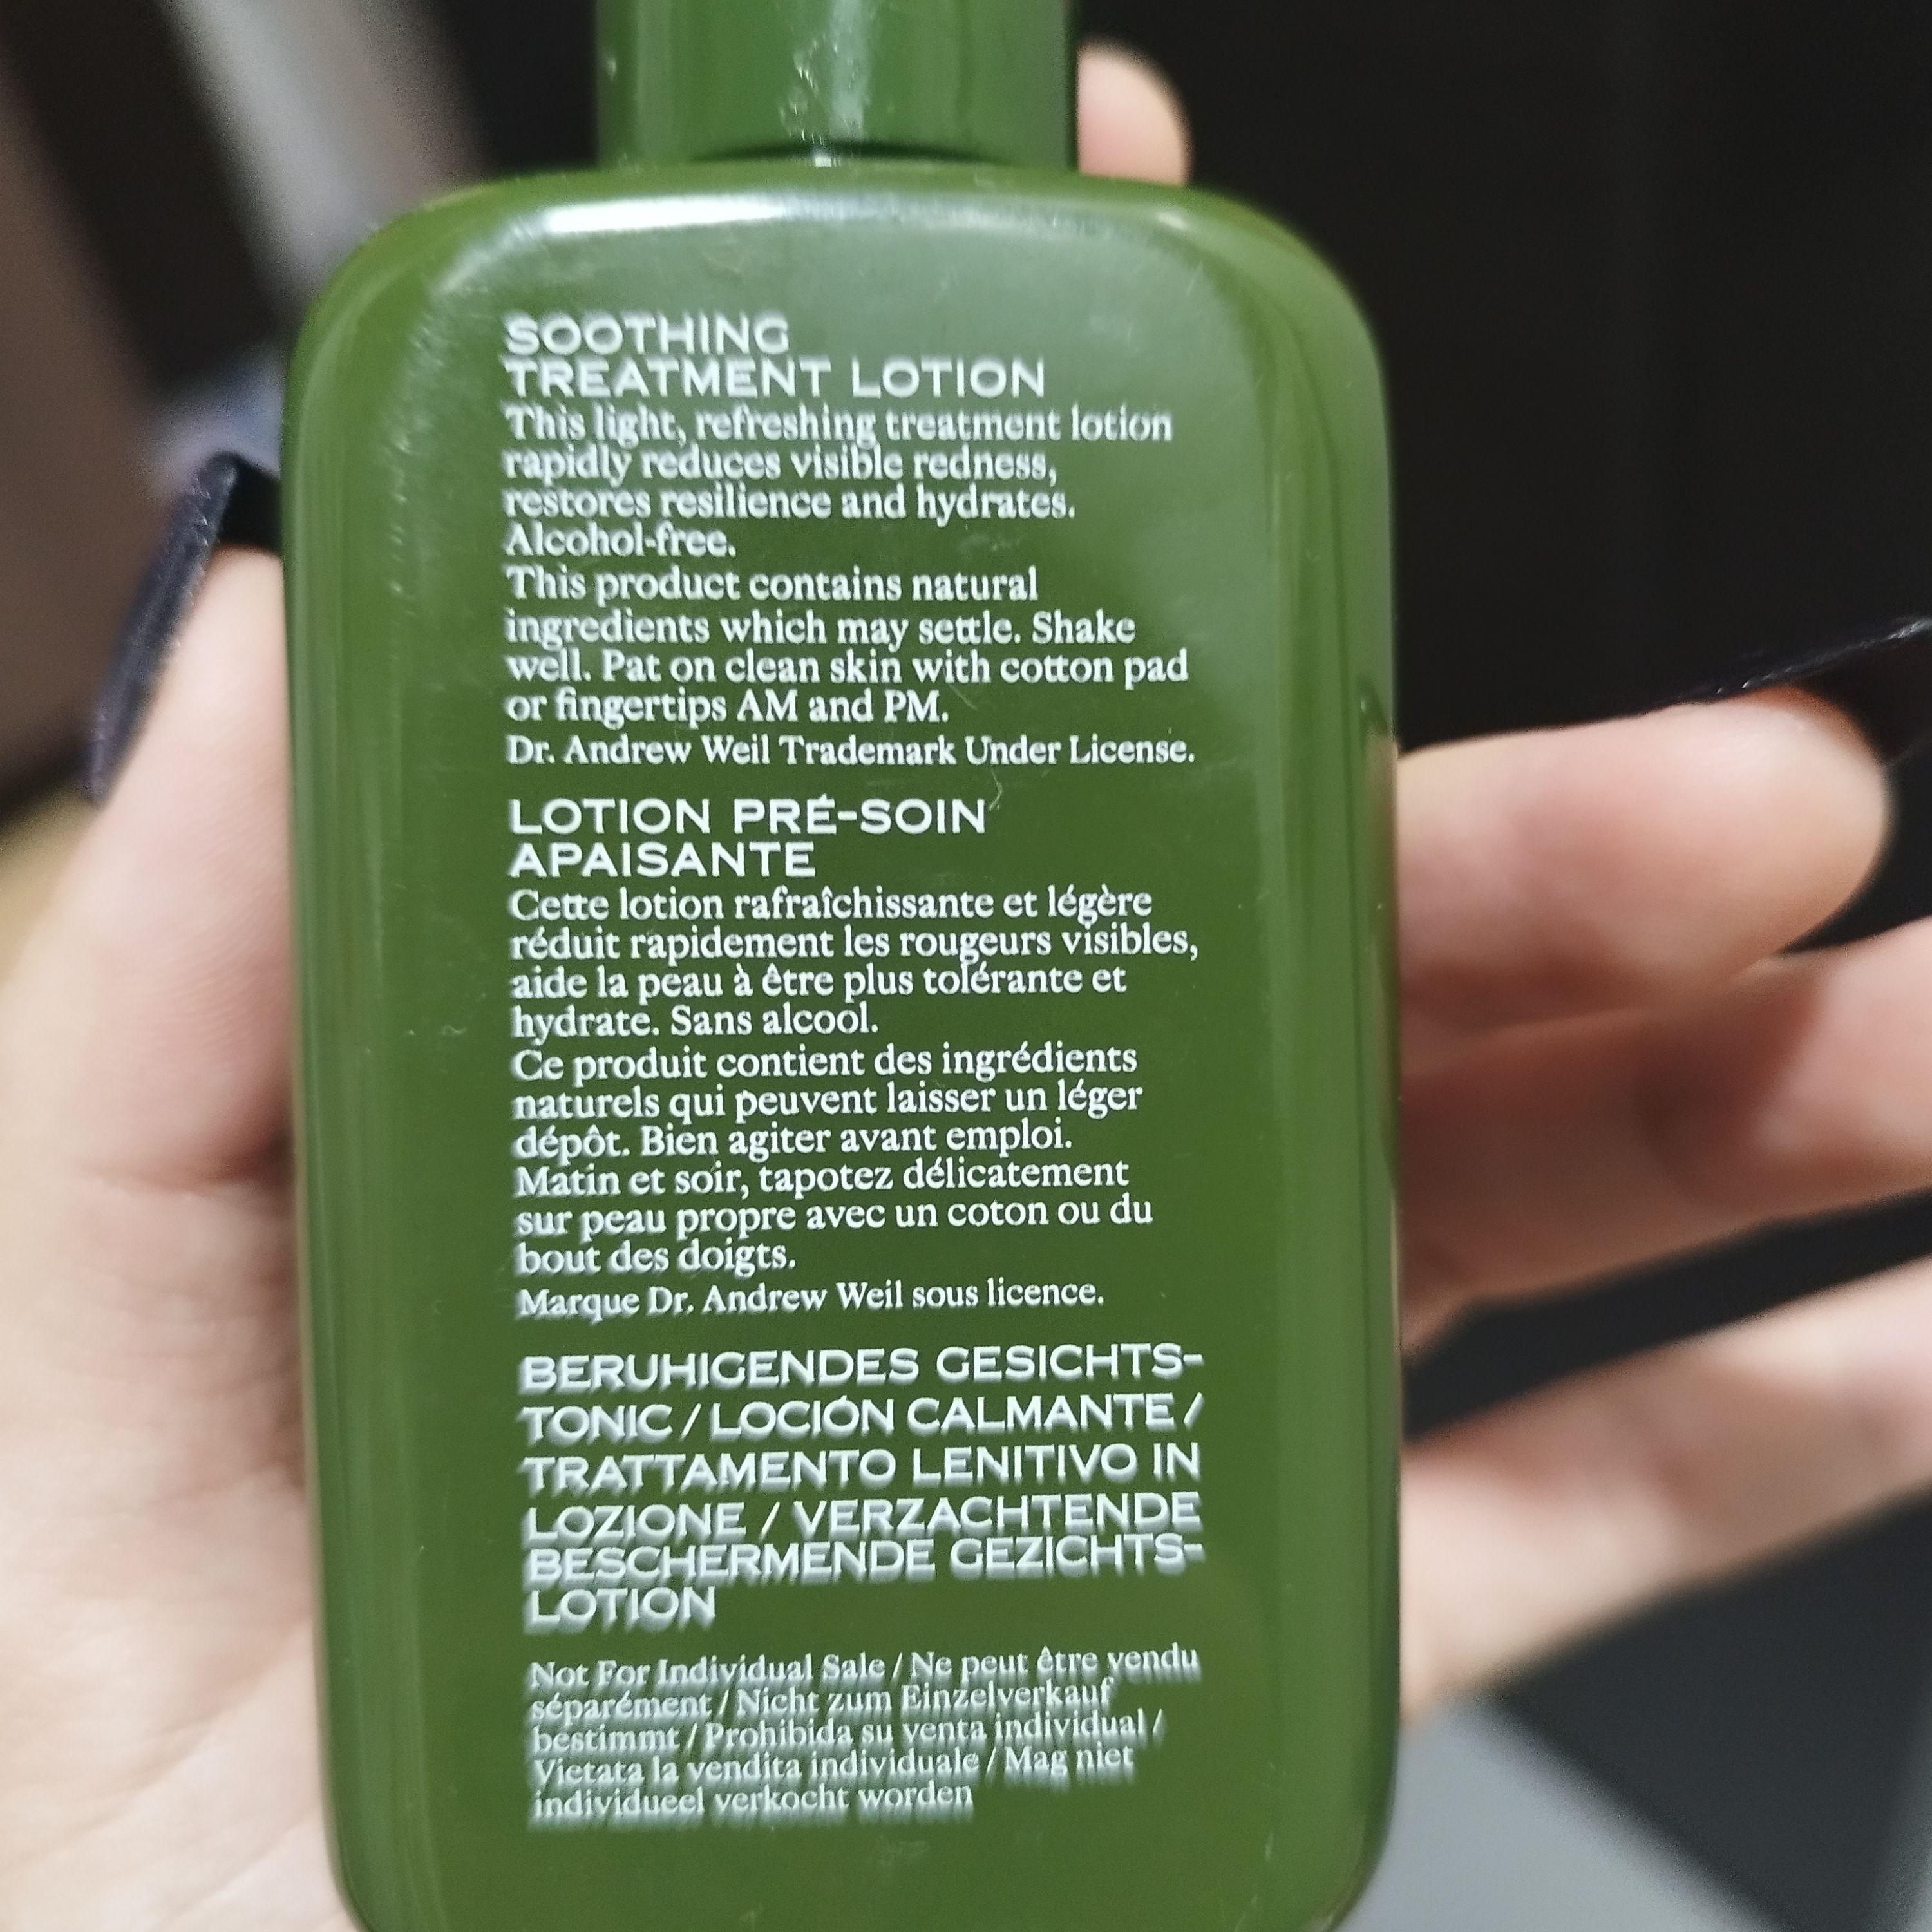 SOOTHING
TREATMENT LOTION
This light, refreshing treatment lotion
rapidly reduces visible redness,
restores resilience and hydrates.
Alcohol-free.
This product contains natural
ingredients which may settle. Shake
well. Pat on clean skin with cotton pad
or fingertips AM and PM.
Dr. Andrew Weil Trademark Under License.
LOTION PRÉ-SOIN
APAISANTE
Cette lotion rafraîchissante et légère
réduit rapidement les rougeurs visibles,
aide la peau à être plus tolérante et
hydrate. Sans alcool.
Ce produit contient des ingrédients
naturels qui peuvent laisser un léger
dépôt. Bien agiter avant emploi.
Matin et soir, tapotez délicatement
sur peau propre avec un coton ou du
bout des doigts.
Marque Dr. Andrew Weil sous licence.
BERUHIGENDES GESICHTS-
TONIC / LOCIÓN CALMANTE /
TRATTAMENTO LENITIVO IN
LOZIONE / VERZACHTENDE
BESCHERMENDE GEZICHTS-
LOTION
Not For Individual Sale / Ne peut être vendu
séparément / Nicht zum Einzelverkauf
bestimmt / Prohibida su venta individual /
Vietata la vendita individuale / Mag niet
individueel verkocht worden